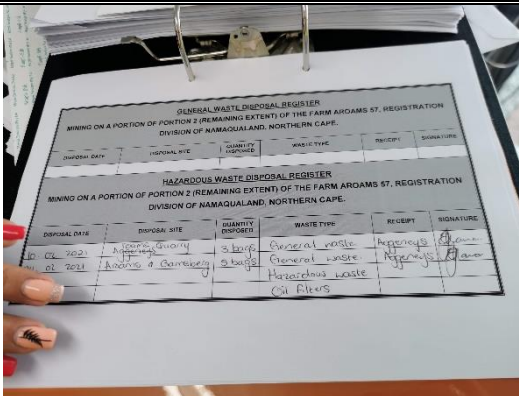 GENERAL WASTE DISPOSAL REGISTER
MINING ON A PORTION OF PORTION 2 (REMAINING EXTENT) OF THE FARM AROAMS 57, REGISTRATION
DIVISION OF NAMAQUALAND, NORTHERN CAPE.
DISPOSAL DATE DISPOSAL SITE QUANTITY DISPOSED WASTE TYPE RECEIPT SIGNATURE
HAZARDOUS WASTE DISPOSAL REGISTER
MINING ON A PORTION OF PORTION 2 (REMAINING EXTENT) OF THE FARM AROAMS 57, REGISTRATION
DIVISION OF NAMAQUALAND, NORTHERN CAPE.
DISPOSAL DATE DISPOSAL SITE QUANTITY DISPOSED WASTE TYPE RECEIPT SIGNATURE
02 2021 Quarry Aggeneys 3 bags General waste Aggeneys
02 2021 Aroams & Gamsberg 5 bags General waste Aggeneys
Hazardous waste
Oil filters